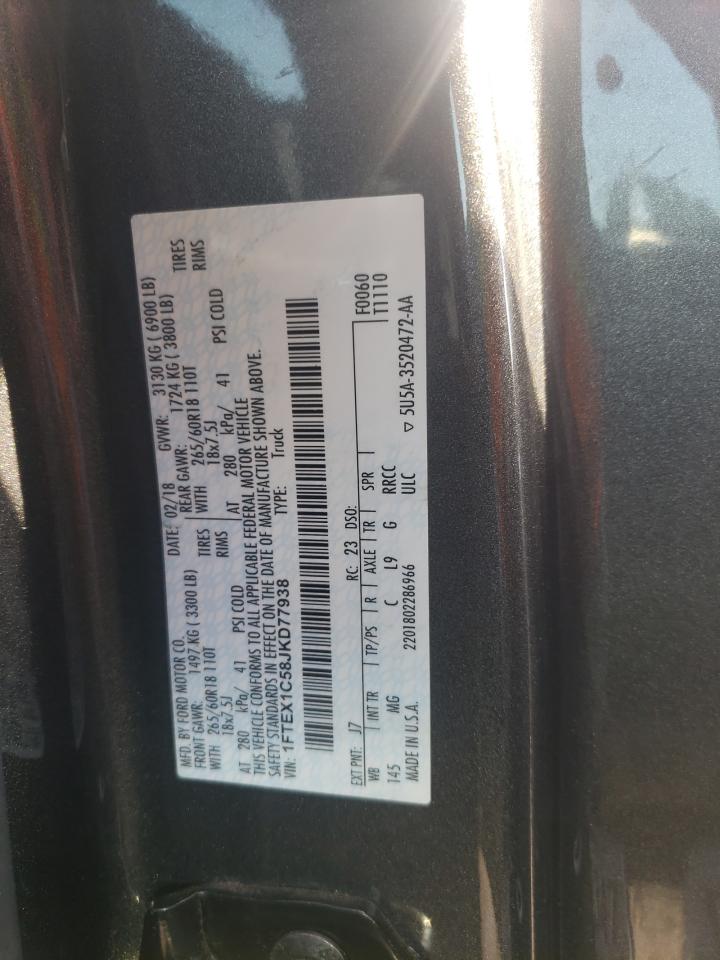 MFD. BY FORD MOTOR CO.
DATE: 02/18 GVWR: 3130 KG ( 6900 LB)
FRONT GAWR: 1497 KG ( 3300 LB) REAR GAWR: 1724 KG ( 3800 LB)
WITH 265/60R18 110T TIRES WITH 265/60R18 110T TIRES
18x7.5J RIMS 18x7.5J RIMS
AT 280 kPa/ 41 PSI COLD AT 280 kPa/ 41 PSI COLD
THIS VEHICLE CONFORMS TO ALL APPLICABLE FEDERAL MOTOR VEHICLE
SAFETY STANDARDS IN EFFECT ON THE DATE OF MANUFACTURE SHOWN ABOVE.
VIN: 1FTEX1C58JKD77938 TYPE: Truck
EXT PNT: J7 RC: 23 DSO: F0060
WB INT TR TP/PS R AXLE TR SPR TT1110
145 MG C L9 G RRCC
MADE IN U.S.A. 2201802286966 ULC ▽ 5U5A-3520472-AA